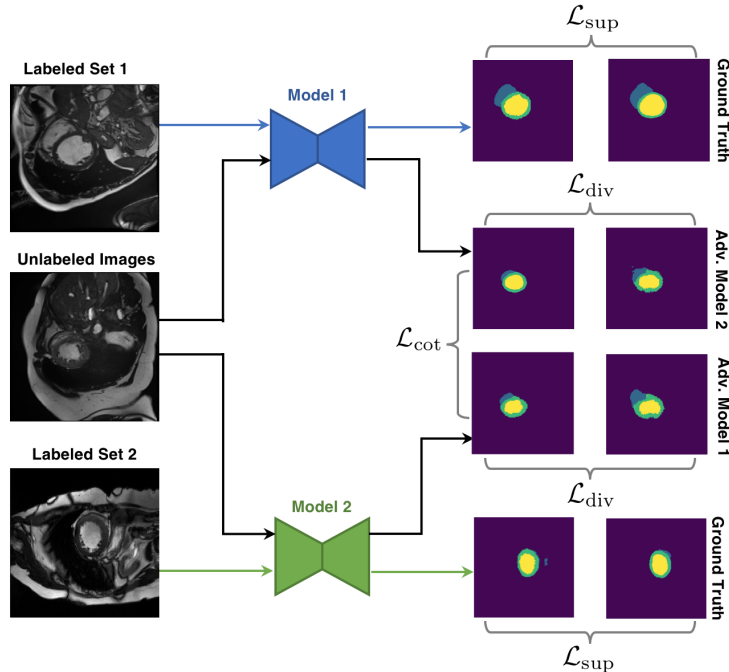 ℒsup
Labeled Set 1
Model 1
Ground Truth
ℒdiv
Unlabeled Images
Adv. Model 2
ℒcot
Adv. Model 1
Labeled Set 2
Model 2
ℒdiv
Ground Truth
ℒsup